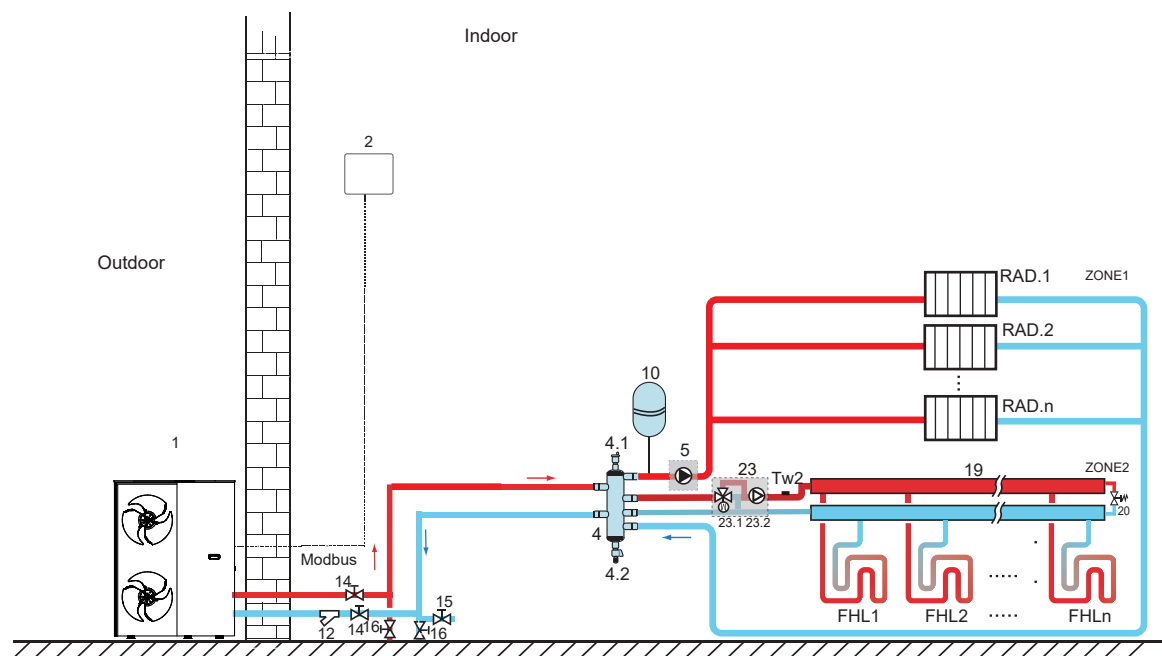 Indoor
2
Outdoor
RAD.1
ZONE1
RAD.2
10
RAD.n
1
4.1
5
23
Tw2
19
ZONE2
20
23.1
23.2
4
4.2
Modbus
14
15
12
14
16
16
FHL1
FHL2
FHLn